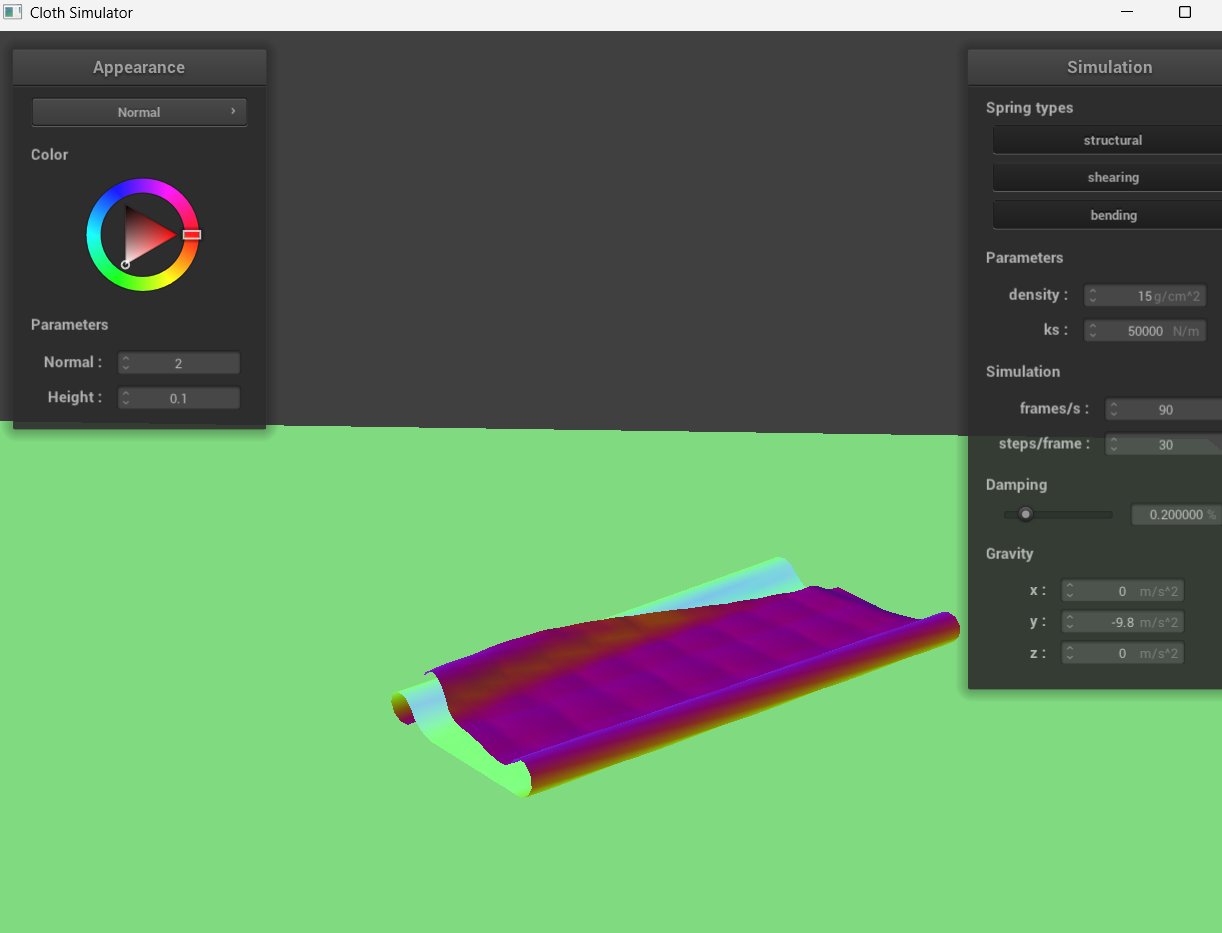 Cloth Simulator
Appearance
Normal
Color
Parameters
Normal :
2
Height :
0.1
Simulation
Spring types
structural
shearing
bending
Parameters
density :
15 g/cm^2
ks :
50000 N/m
Simulation
frames/s :
90
steps/frame :
30
Damping
0.200000 %
Gravity
x :
0 m/s^2
y :
-9.8 m/s^2
z :
0 m/s^2